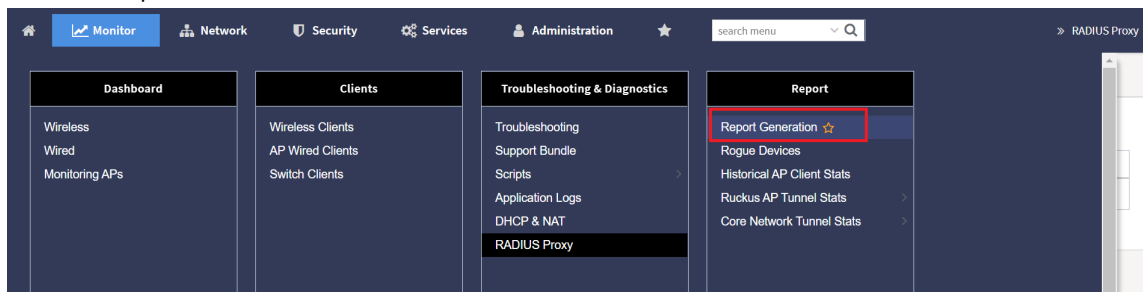 Monitor Network Security Services Administration search menu » RADIUS Proxy
Dashboard
Wireless
Wired
Monitoring APs
Clients
Wireless Clients
AP Wired Clients
Switch Clients
Troubleshooting & Diagnostics
Troubleshooting
Support Bundle
Scripts
Application Logs
DHCP & NAT
RADIUS Proxy
Report
Report Generation
Rogue Devices
Historical AP Client Stats
Ruckus AP Tunnel Stats
Core Network Tunnel Stats